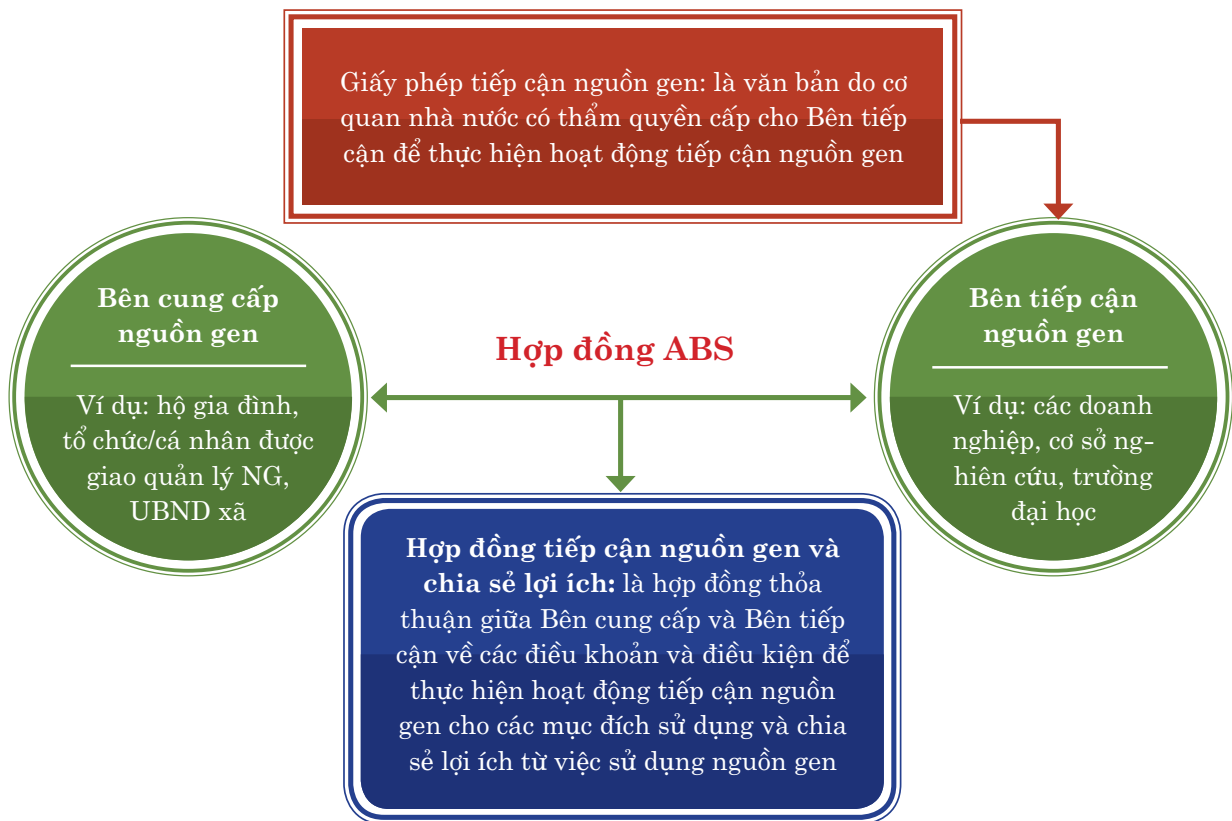 Giấy phép tiếp cận nguồn gen: là văn bản do cơ
quan nhà nước có thẩm quyền cấp cho Bên tiếp
cận để thực hiện hoạt động tiếp cận nguồn gen
Bên cung cấp
nguồn gen
Ví dụ: hộ gia đình,
tổ chức/cá nhân được
giao quản lý NG,
UBND xã
Hợp đồng ABS
Bên tiếp cận
nguồn gen
Ví dụ: các doanh
nghiệp, cơ sở ng-
hiên cứu, trường
đại học
Hợp đồng tiếp cận nguồn gen và
chia sẻ lợi ích: là hợp đồng thỏa
thuận giữa Bên cung cấp và Bên tiếp
cận về các điều khoản và điều kiện để
thực hiện hoạt động tiếp cận nguồn
gen cho các mục đích sử dụng và chia
sẻ lợi ích từ việc sử dụng nguồn gen